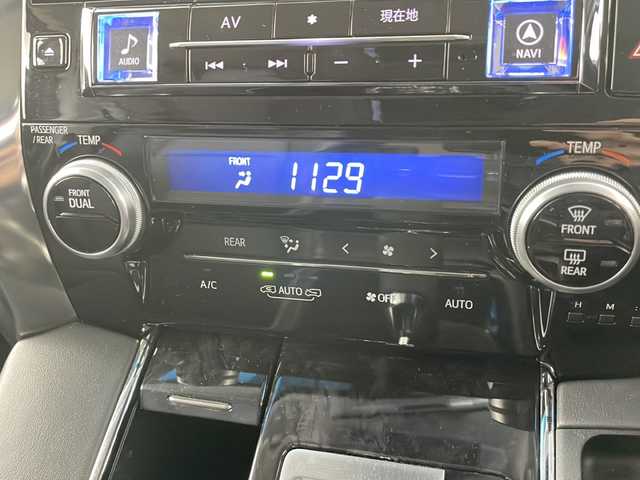 AV * 現在地
AUDIO NAVI
− +
PASSENGER / REAR TEMP TEMP
FRONT DUAL
FRONT 1129
FRONT
REAR
REAR
A/C AUTO OFF AUTO
H M